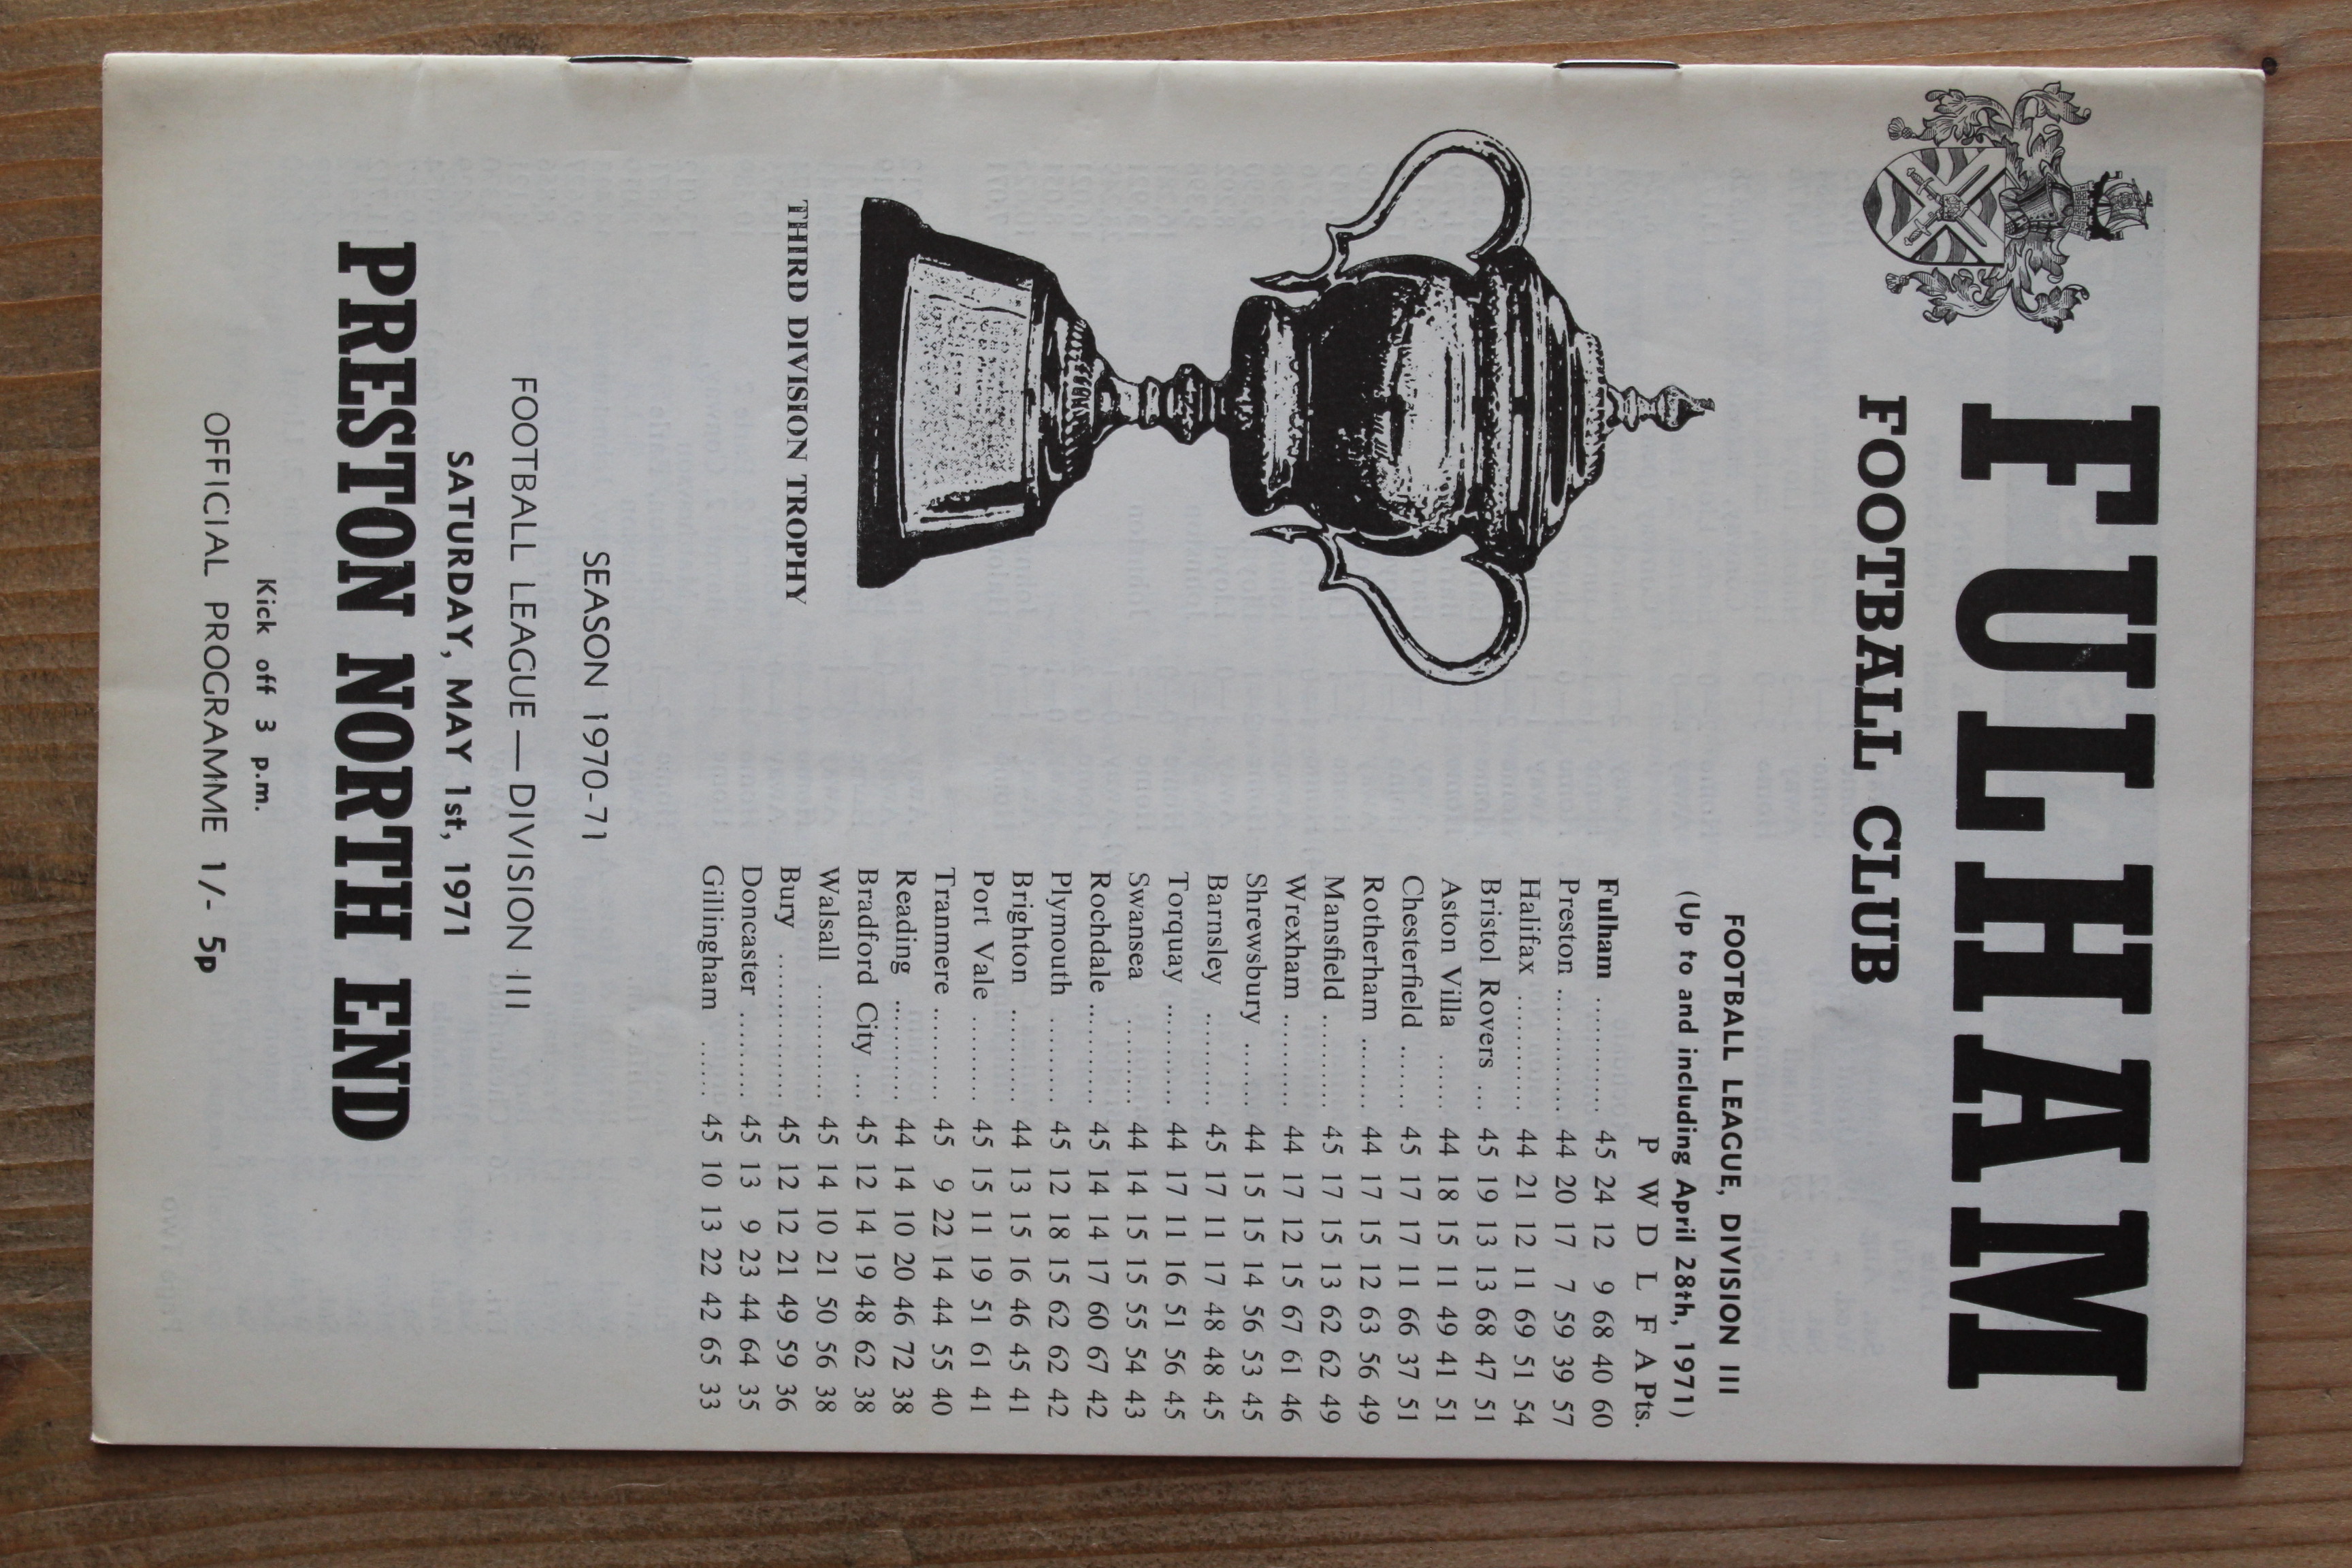 FULHAM
FOOTBALL CLUB
FOOTBALL LEAGUE, DIVISION III
(Up to and including April 28th, 1971)
P W D L F A Pts.
Fulham ............ 45 24 12 9 68 40 60
Preston ............ 44 20 17 7 59 39 57
Halifax ............ 44 21 12 11 69 51 54
Bristol Rovers ... 45 19 13 13 68 47 51
Aston Villa ...... 44 18 15 11 49 41 51
Chesterfield ...... 45 17 17 11 66 37 51
Rotherham ......... 44 17 15 12 63 56 49
Mansfield ......... 45 17 15 13 62 62 49
Wrexham ......... 44 17 12 15 67 61 46
Shrewsbury ...... 44 15 15 14 56 53 45
Barnsley ......... 45 17 11 17 48 48 45
Torquay ......... 44 17 11 16 51 56 45
Swansea ......... 44 14 15 15 55 54 43
Rochdale ......... 45 14 14 17 60 67 42
Plymouth ......... 45 12 18 15 62 62 42
Brighton ......... 44 13 15 16 46 45 41
Port Vale ......... 45 15 11 19 51 61 41
Tranmere ......... 45 9 22 14 44 55 40
Reading ......... 44 14 10 20 46 72 38
Bradford City ... 45 12 14 19 48 62 38
Walsall ............ 45 14 10 21 50 56 38
Bury ............... 45 12 12 21 49 59 36
Doncaster ......... 45 13 9 23 44 64 35
Gillingham ...... 45 10 13 22 42 65 33
THIRD DIVISION TROPHY
SEASON 1970-71
FOOTBALL LEAGUE — DIVISION III
SATURDAY, MAY 1st, 1971
PRESTON NORTH END
Kick off 3 p.m.
OFFICIAL PROGRAMME 1/- 5p